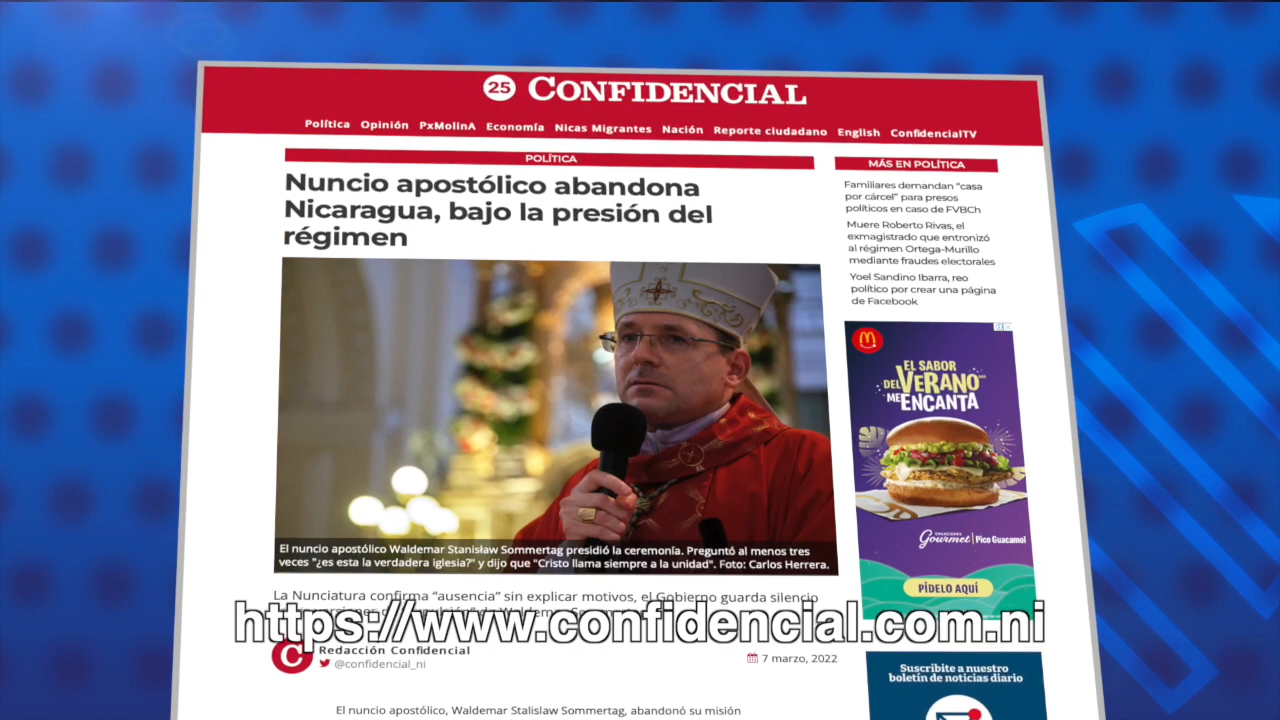 25 CONFIDENCIAL
Política Opinión PxMolinA Economía Nicas Migrantes Nación Reporte ciudadano English ConfidencialTV
POLÍTICA
Nuncio apostólico abandona
Nicaragua, bajo la presión del
régimen
El nuncio apostólico Waldemar Stanisław Sommertag presidió la ceremonía. Preguntó al menos tres
veces "¿es esta la verdadera iglesia?" y dijo que "Cristo llama siempre a la unidad". Foto: Carlos Herrera.
La Nunciatura confirma “ausencia” sin explicar motivos, el Gobierno guarda silencio
https://www.confidencial.com.ni
Redacción Confidencial
@confidencial_ni
7 marzo, 2022
El nuncio apostólico, Waldemar Stalislaw Sommertag, abandonó su misión
MÁS EN POLÍTICA
Familiares demandan “casa
por cárcel” para presos
políticos en caso de FVBCh
Muere Roberto Rivas, el
exmagistrado que entronizó
al régimen Ortega-Murillo
mediante fraudes electorales
Yoel Sandino Ibarra, reo
político por crear una página
de Facebook
EL SABOR
DEL VERANO
ME ENCANTA
Gourmet | Pico Guacamol
PÍDELO AQUÍ
Suscribite a nuestro
boletín de noticias diario